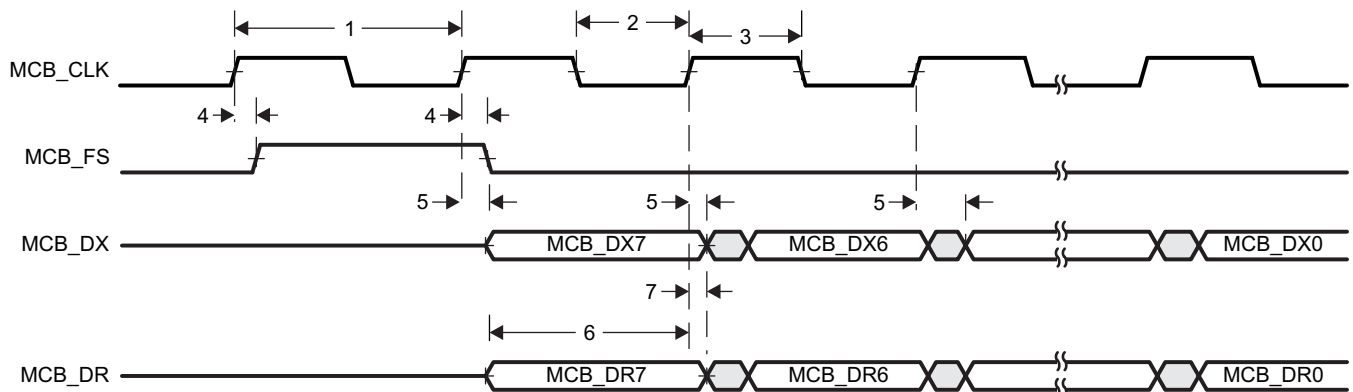 1
2
3
MCB_CLK
4
4
MCB_FS
5
5
5
MCB_DX
MCB_DX7
MCB_DX6
MCB_DX0
7
6
MCB_DR
MCB_DR7
MCB_DR6
MCB_DR0